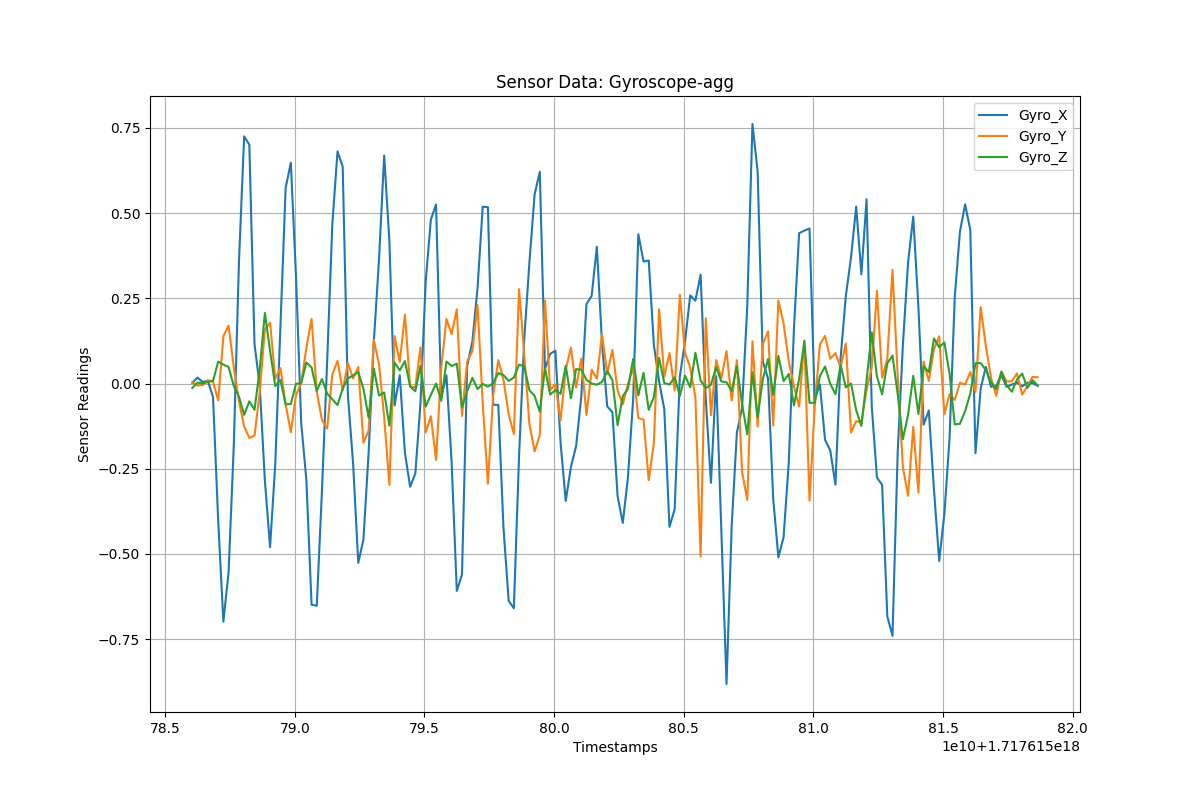 Sensor Data: Gyroscope-agg
Gyro_X
Gyro_Y
Gyro_Z
Sensor Readings
0.75
0.50
0.25
0.00
−0.25
−0.50
−0.75
78.5 79.0 79.5 80.0 80.5 81.0 81.5 82.0
Timestamps
1e10+1.717615e18